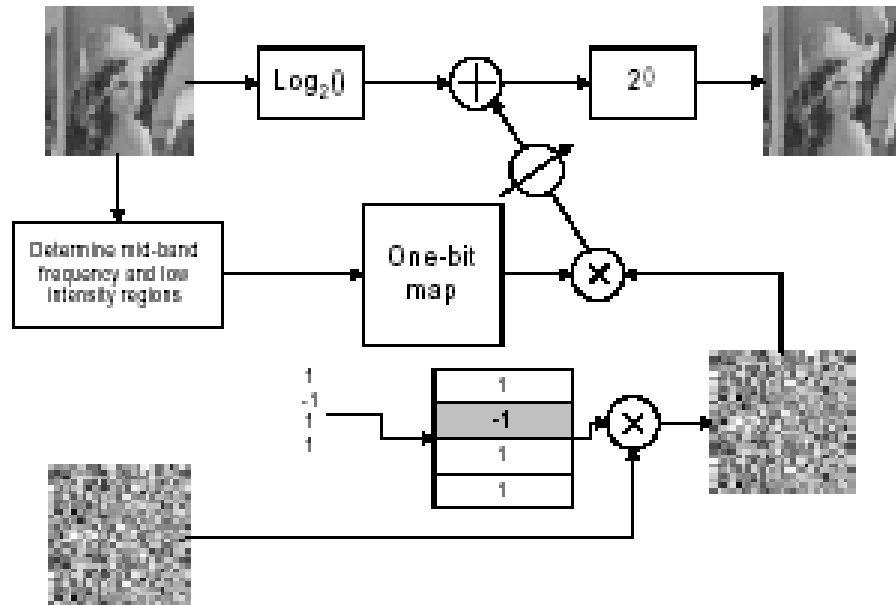 Log₂()
2⁰
Determine mid-band
frequency and low
intensity regions
One-bit
map
1
-1
1
1
1
-1
1
1